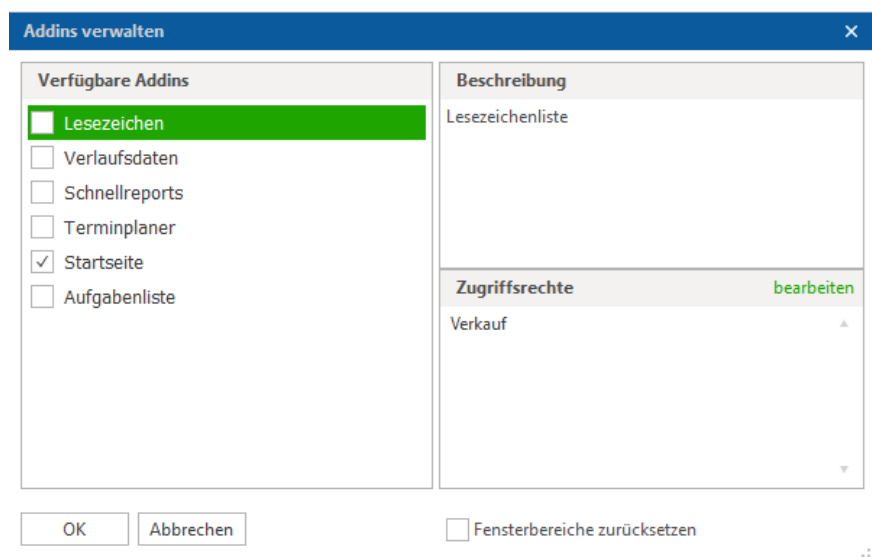 Addins verwalten
Verfügbare Addins
Lesezeichen
Verlaufsdaten
Schnellreports
Terminplaner
Startseite
Aufgabenliste
Beschreibung
Lesezeichenliste
Zugriffsrechte bearbeiten
Verkauf
OK Abbrechen Fensterbereiche zurücksetzen